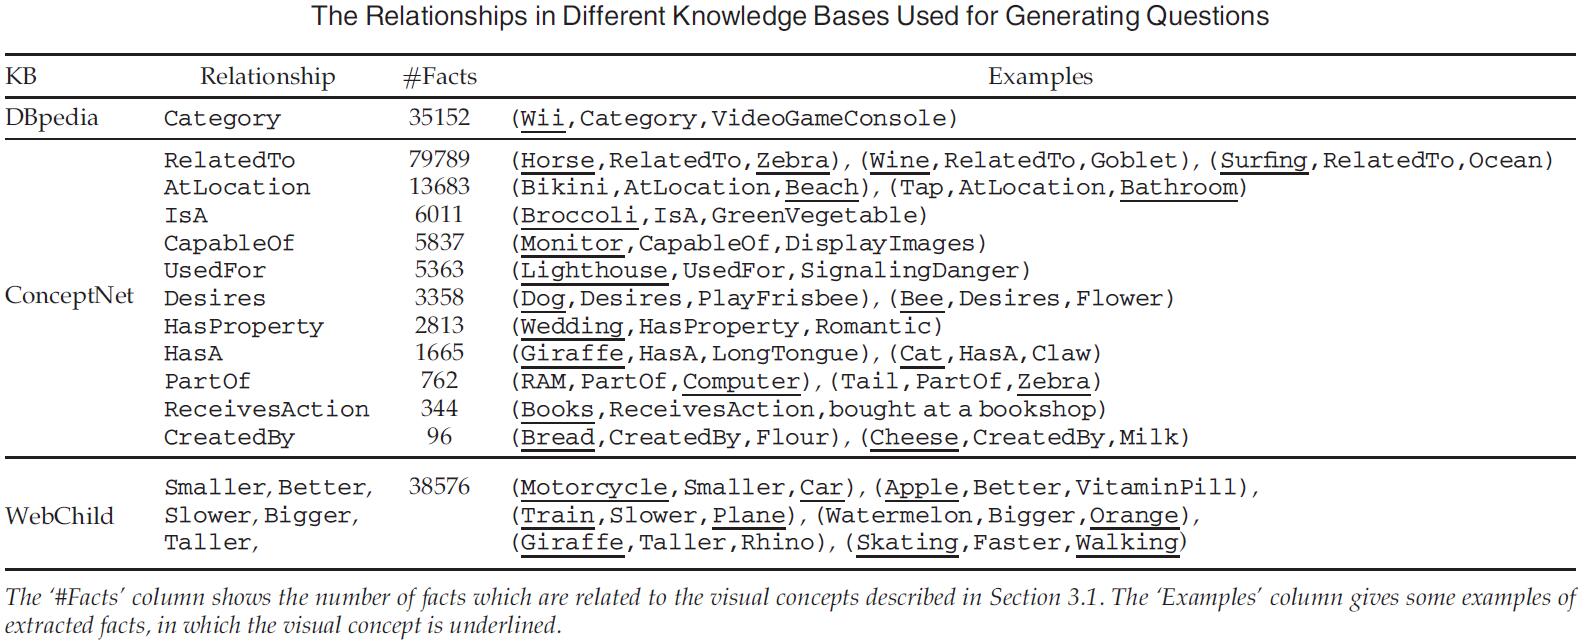 The Relationships in Different Knowledge Bases Used for Generating Questions
KB Relationship #Facts Examples
DBpedia Category 35152 (Wii,Category,VideoGameConsole)
RelatedTo 79789 (Horse,RelatedTo,Zebra), (Wine,RelatedTo,Goblet), (Surfing,RelatedTo,Ocean)
AtLocation 13683 (Bikini,AtLocation,Beach), (Tap,AtLocation,Bathroom)
IsA 6011 (Broccoli,IsA,GreenVegetable)
CapableOf 5837 (Monitor,CapableOf,DisplayImages)
UsedFor 5363 (Lighthouse,UsedFor,SignalingDanger)
ConceptNet Desires 3358 (Dog,Desires,PlayFrisbee), (Bee,Desires,Flower)
HasProperty 2813 (Wedding,HasProperty,Romantic)
HasA 1665 (Giraffe,HasA,LongTongue), (Cat,HasA,Claw)
PartOf 762 (RAM,PartOf,Computer), (Tail,PartOf,Zebra)
ReceivesAction 344 (Books,ReceivesAction,bought at a bookshop)
CreatedBy 96 (Bread,CreatedBy,Flour), (Cheese,CreatedBy,Milk)
Smaller, Better, 38576 (Motorcycle,Smaller,Car), (Apple,Better,VitaminPill),
WebChild Slower, Bigger, (Train,Slower,Plane), (Watermelon,Bigger,Orange),
Taller, (Giraffe,Taller,Rhino), (Skating,Faster,Walking)
The ‘#Facts’ column shows the number of facts which are related to the visual concepts described in Section 3.1. The ‘Examples’ column gives some examples of
extracted facts, in which the visual concept is underlined.